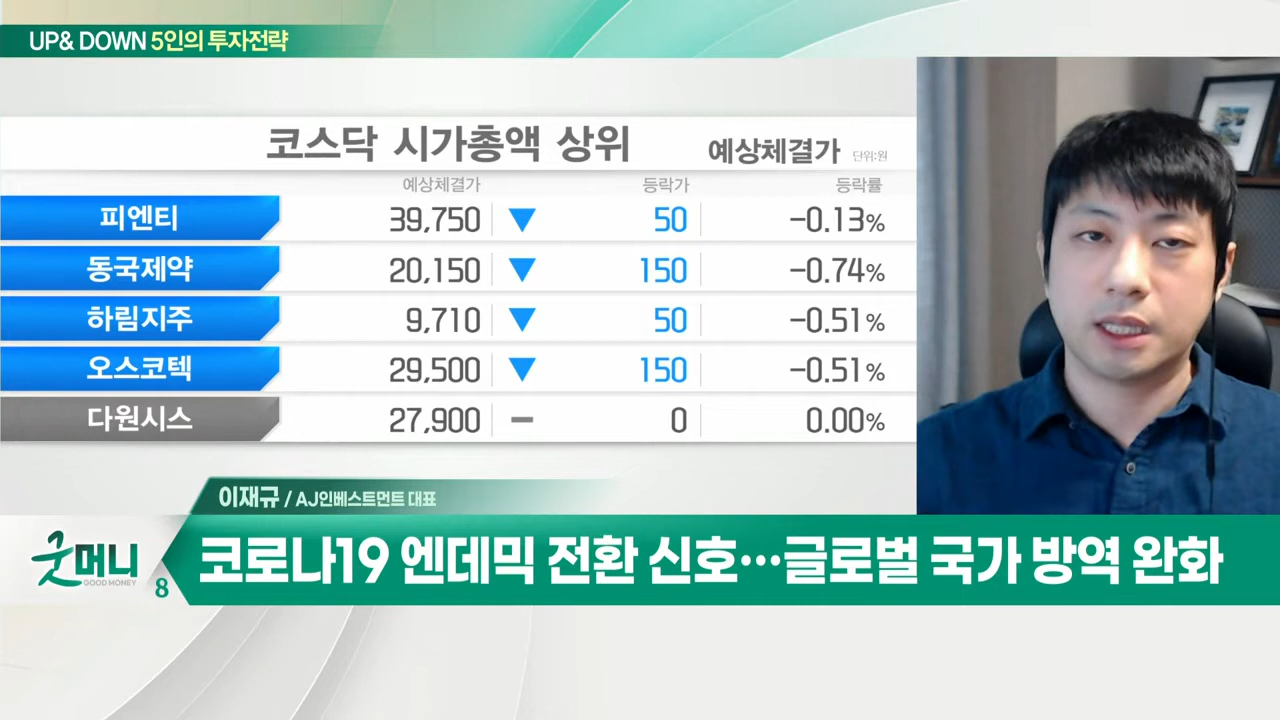 UP& DOWN 5인의 투자전략
코스닥 시가총액 상위 예상체결가 단위:원
예상체결가 등락가 등락률
피엔티 39,750 ▼ 50 -0.13%
동국제약 20,150 ▼ 150 -0.74%
하림지주 9,710 ▼ 50 -0.51%
오스코텍 29,500 ▼ 150 -0.51%
다원시스 27,900 - 0 0.00%
이재규 / AJ인베스트먼트 대표
굿머니
GOOD MONEY
8
코로나19 엔데믹 전환 신호…글로벌 국가 방역 완화